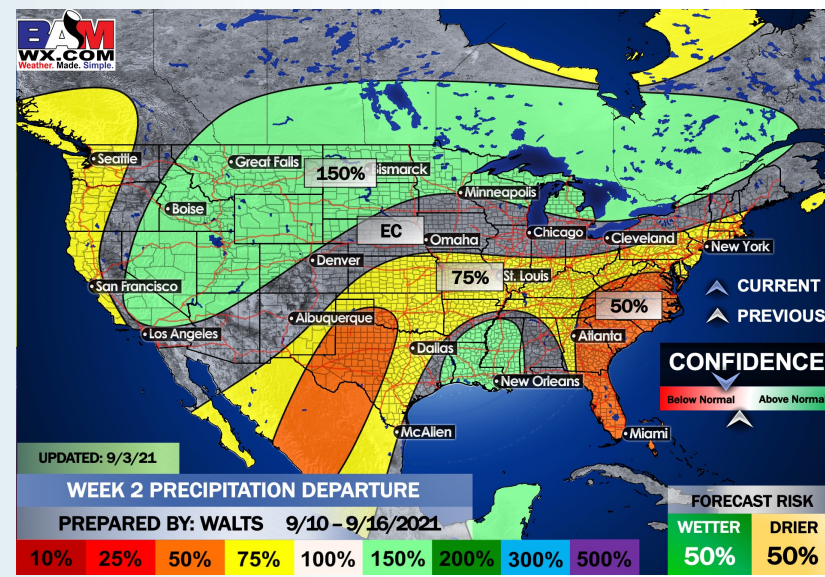 BAM
WX.COM
Weather. Made. Simple.
Seattle
Great Falls
150%
Bismarck
Minneapolis
Boise
EC
Omaha
Chicago
Cleveland
New York
Denver
75%
St. Louis
San Francisco
50%
CURRENT
PREVIOUS
Albuquerque
Los Angeles
Atlanta
Dallas
CONFIDENCE
Below Normal
Above Norma
New Orleans
McAllen
Miami
UPDATED: 9/3/21
WEEK 2 PRECIPITATION DEPARTURE
PREPARED BY: WALTS 9/10 – 9/16/2021
FORECAST RISK
WETTER DRIER
50% 50%
10% 25% 50% 75% 100% 150% 200% 300% 500%